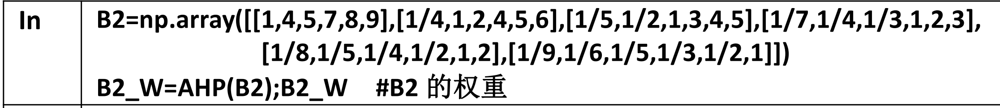 In B2=np.array([[1,4,5,7,8,9],[1/4,1,2,4,5,6],[1/5,1/2,1,3,4,5],[1/7,1/4,1/3,1,2,3],
[1/8,1/5,1/4,1/2,1,2],[1/9,1/6,1/5,1/3,1/2,1]])
B2_W=AHP(B2);B2_W #B2 的权重